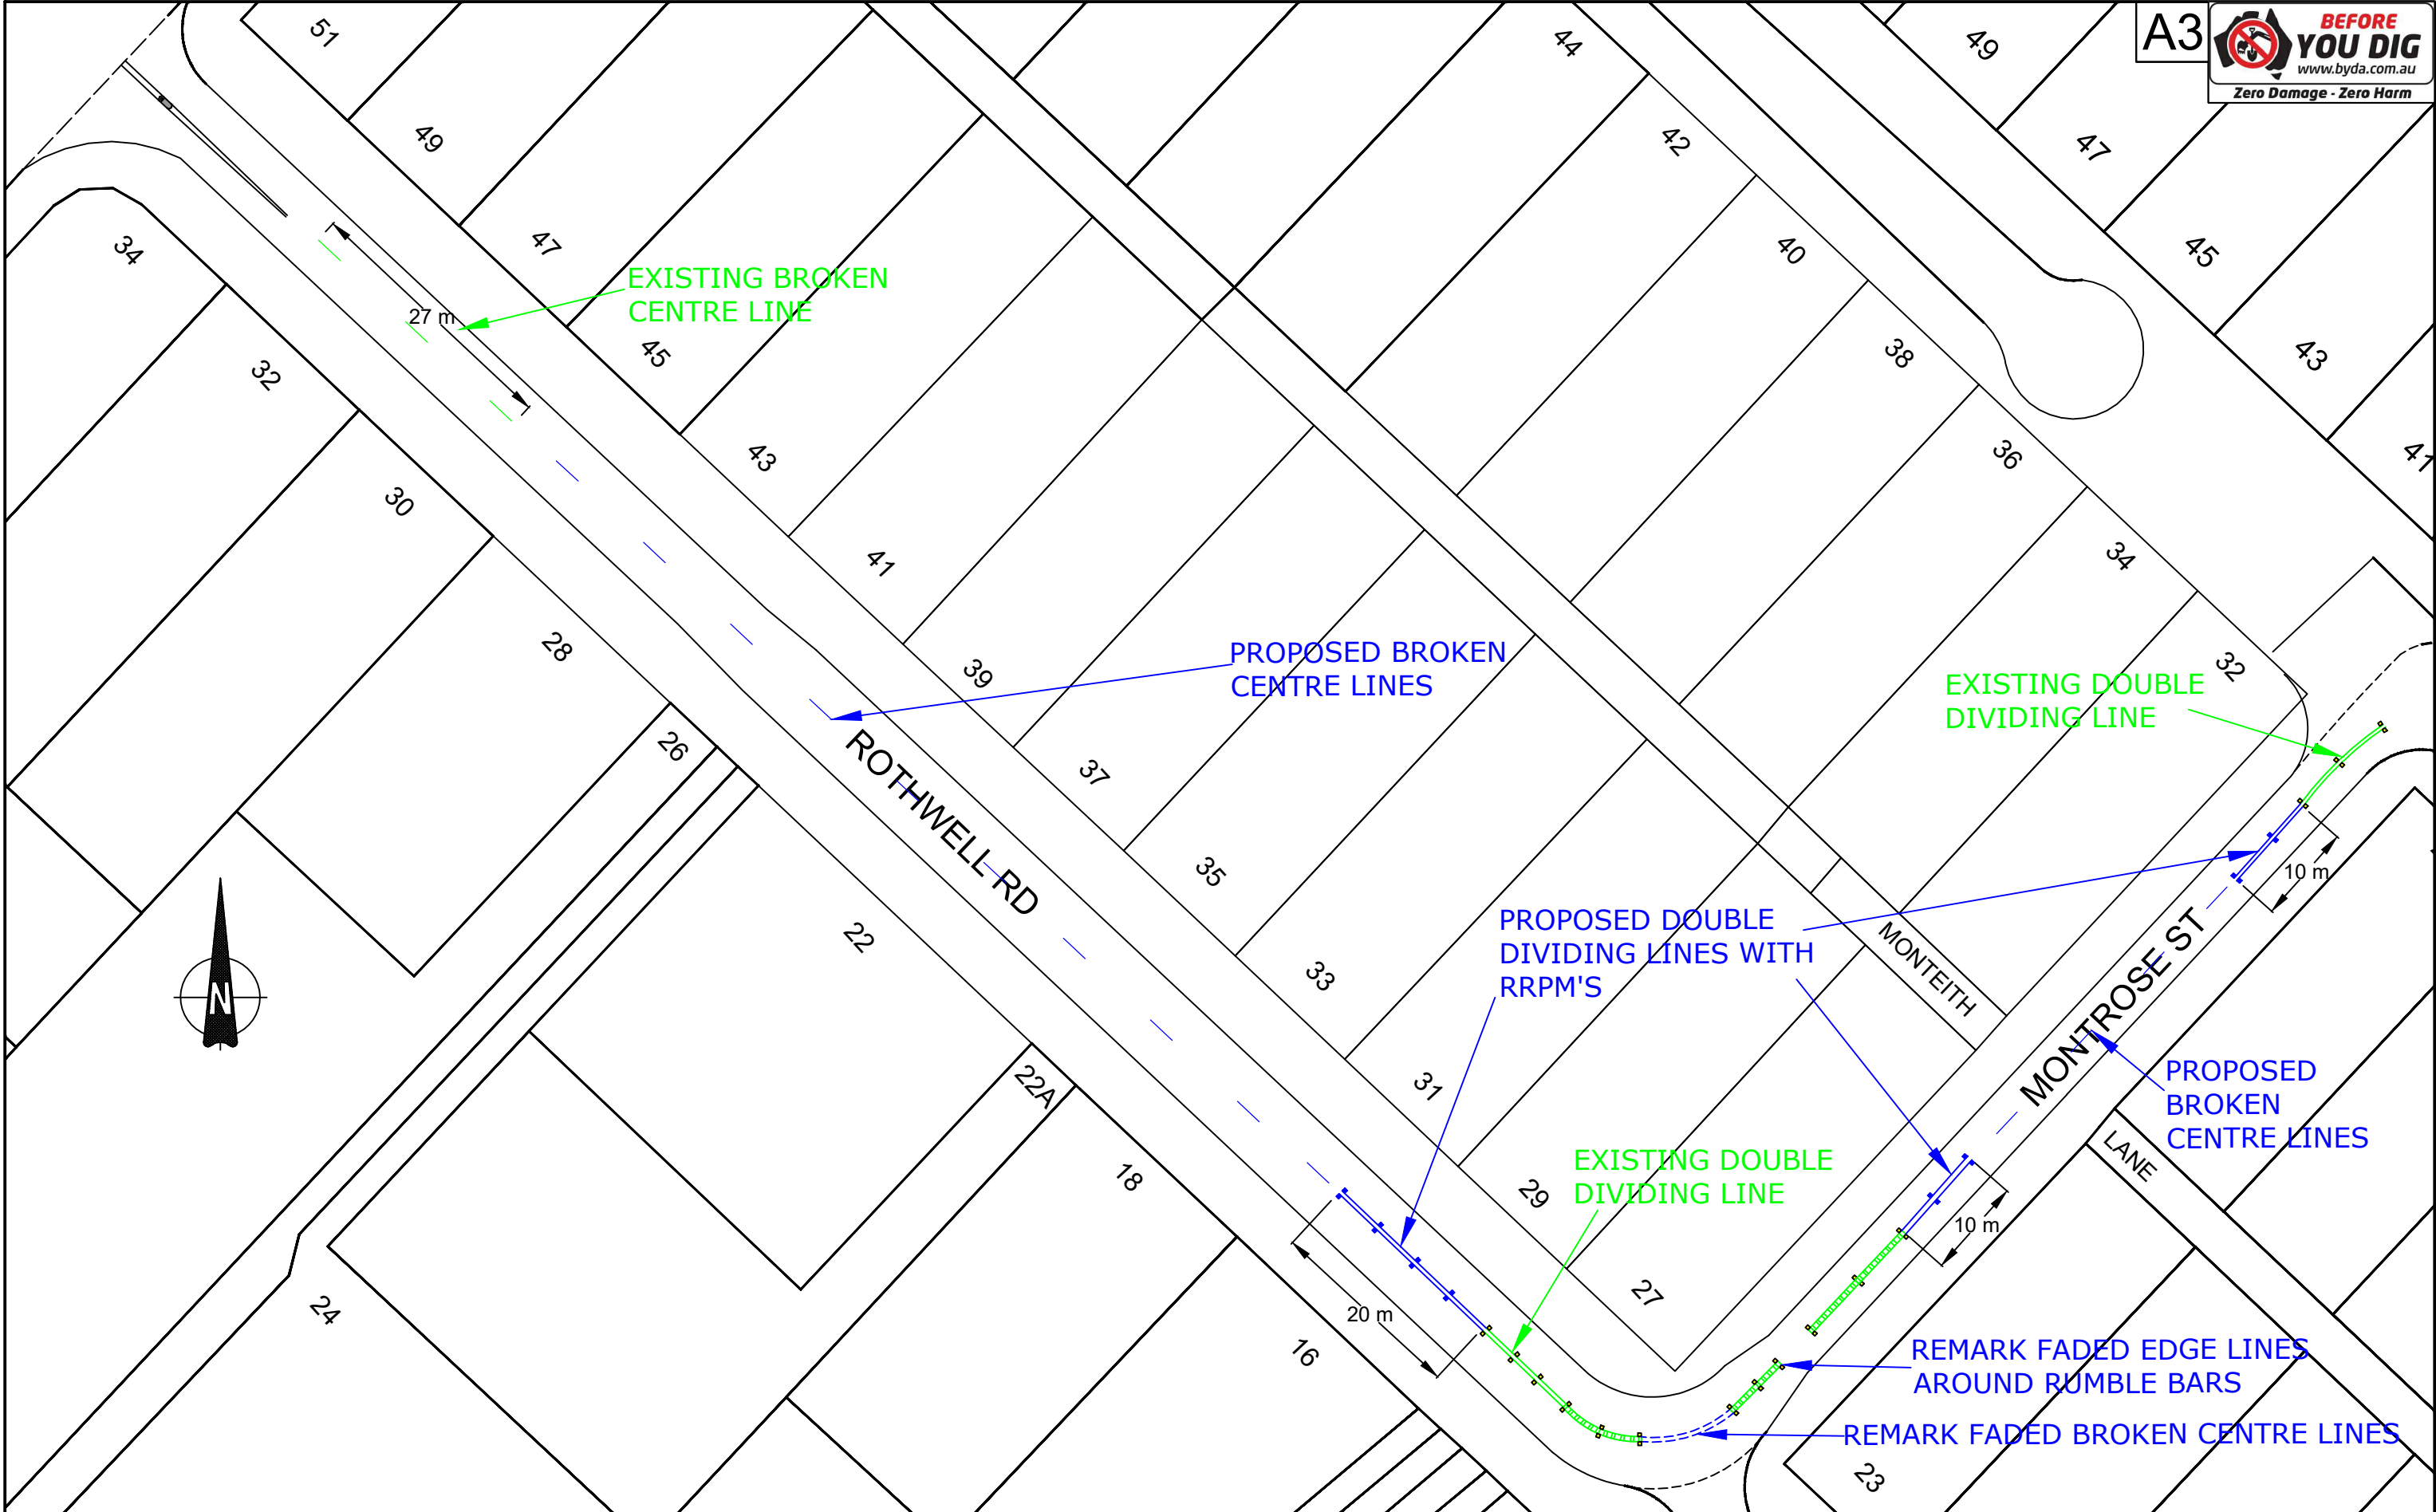 A3
BEFORE
YOU DIG
www.byda.com.au
Zero Damage - Zero Harm
51
49
47
45
43
41
39
37
35
33
31
29
27
44
42
40
38
36
34
32
49
47
45
43
41
34
32
30
28
26
22
22A
18
16
24
23
EXISTING BROKEN
CENTRE LINE
27 m
PROPOSED BROKEN
CENTRE LINES
ROTHWELL RD
EXISTING DOUBLE
DIVIDING LINE
10 m
PROPOSED DOUBLE
DIVIDING LINES WITH
RRPM'S
MONTEITH
LANE
MONTROSE ST
PROPOSED
BROKEN
CENTRE LINES
N
EXISTING DOUBLE
DIVIDING LINE
10 m
20 m
REMARK FADED EDGE LINES
AROUND RUMBLE BARS
REMARK FADED BROKEN CENTRE LINES